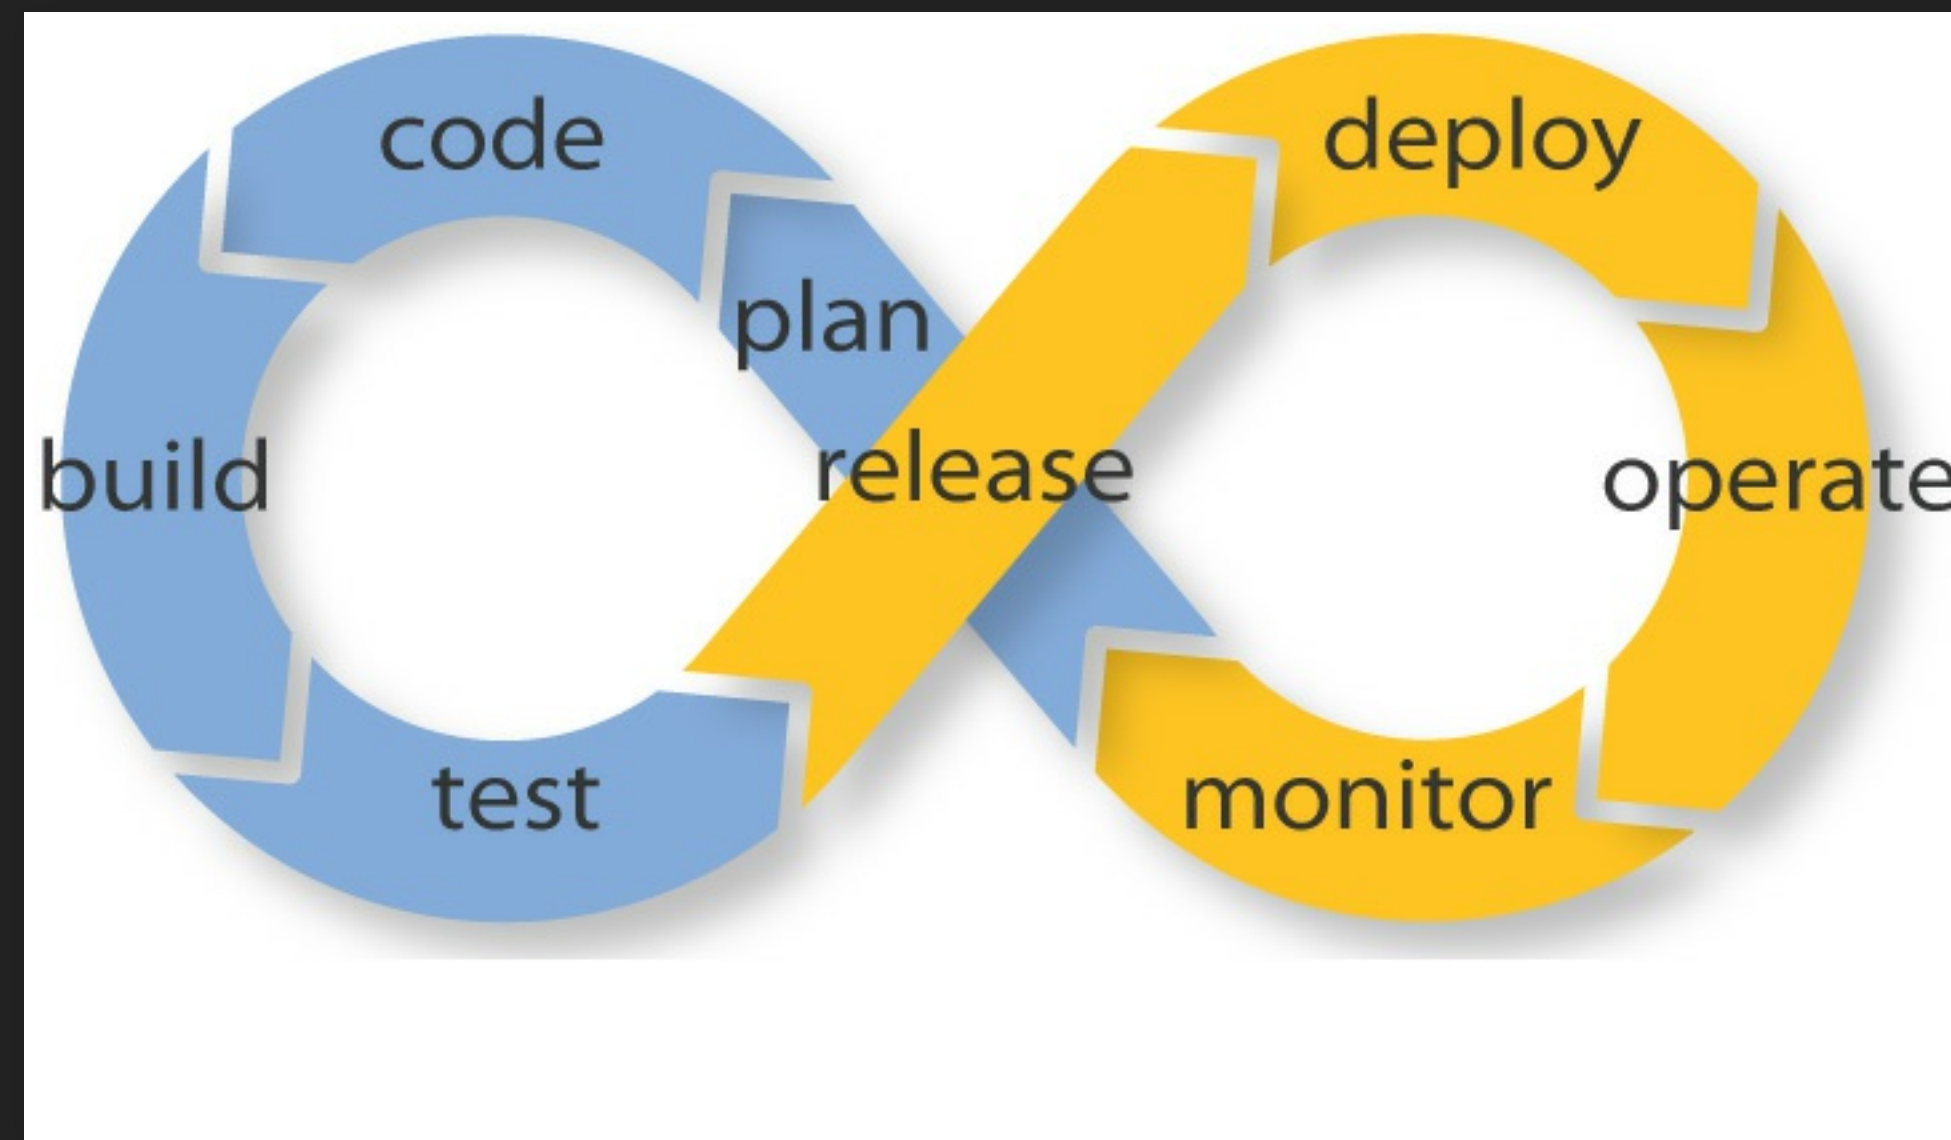 code
deploy
plan
release
build
operate
test
monitor